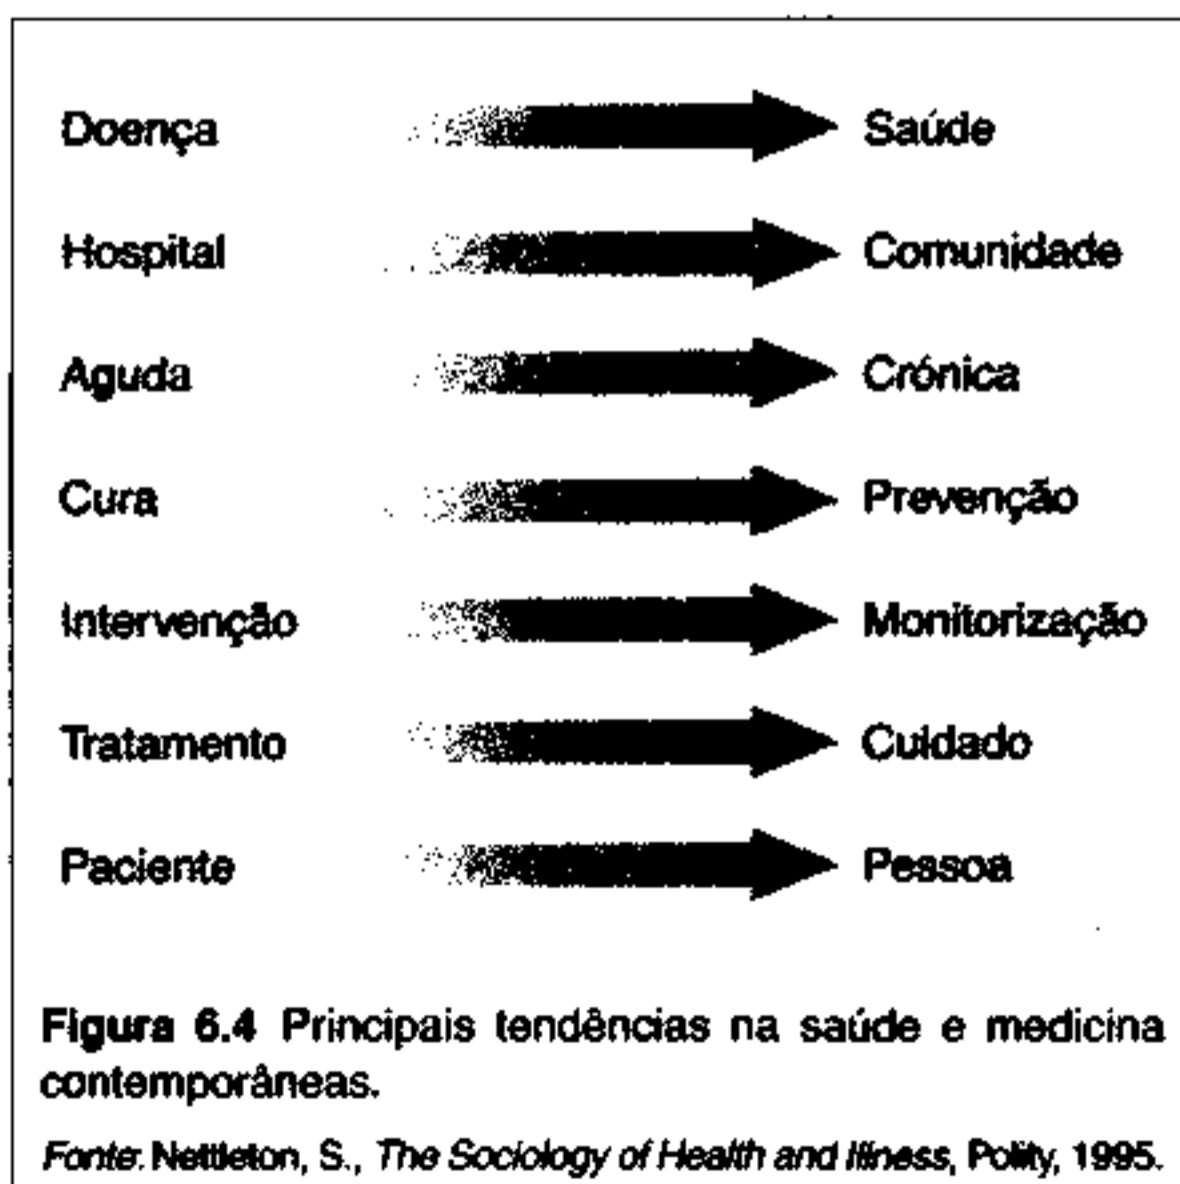 Doença Saúde
Hospital Comunidade
Aguda Crónica
Cura Prevenção
Intervenção Monitorização
Tratamento Cuidado
Paciente Pessoa
Figura 6.4 Principais tendências na saúde e medicina
contemporâneas.
Fonte: Nettleton, S., The Sociology of Health and Illness, Polity, 1995.